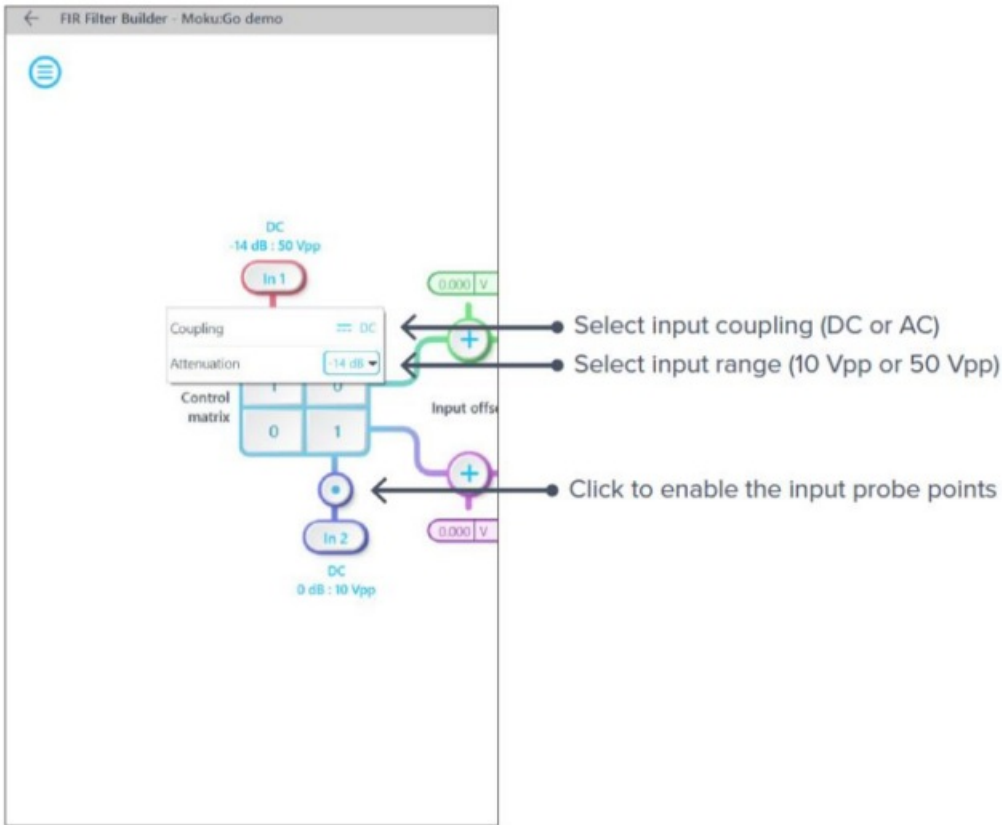 FIR Filter Builder - Moku:Go demo
DC
-14 dB : 50 Vpp
In 1
0.000 V
Coupling DC
Select input coupling (DC or AC)
Attenuation -14 dB
Select input range (10 Vpp or 50 Vpp)
Control
matrix
1 0
0 1
Input offs
Click to enable the input probe points
In 2
0.000 V
DC
0 dB : 10 Vpp